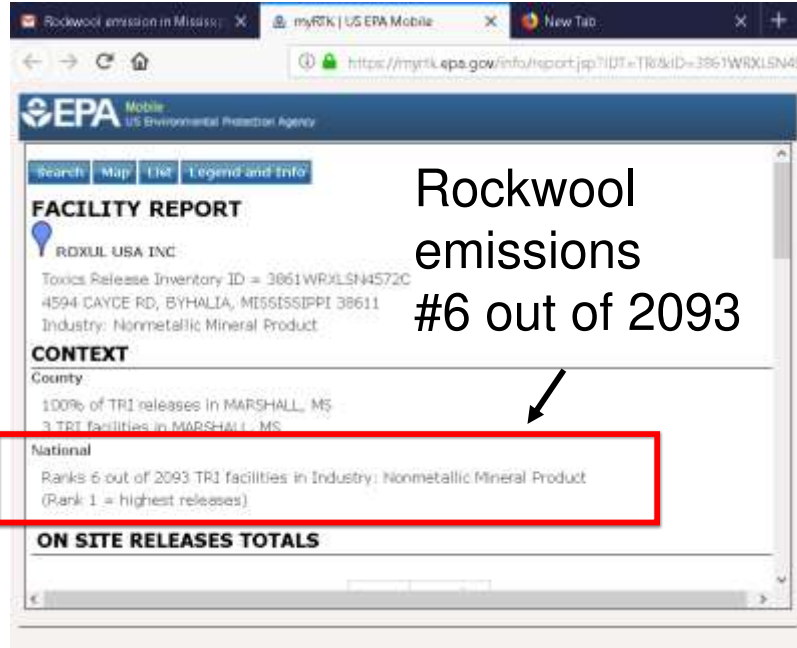 Rockwool emission in Mississip
myRTK | US EPA Mobile
New Tab
https://myrtk.epa.gov/info/report.jsp?IDT=TRI&ID=3861WRXLSN45
EPA Mobile
US Environmental Protection Agency
Search Map List Legend and Info
FACILITY REPORT
ROXUL USA INC
Toxics Release Inventory ID = 3861WRXLSN4572C
4594 CAYCE RD, BYHALIA, MISSISSIPPI 38611
Industry: Nonmetallic Mineral Product
Rockwool
emissions
#6 out of 2093
CONTEXT
County
100% of TRI releases in MARSHALL, MS
3 TRI facilities in MARSHALL, MS
National
Ranks 6 out of 2093 TRI facilities in Industry: Nonmetallic Mineral Product
(Rank 1 = highest releases)
ON SITE RELEASES TOTALS